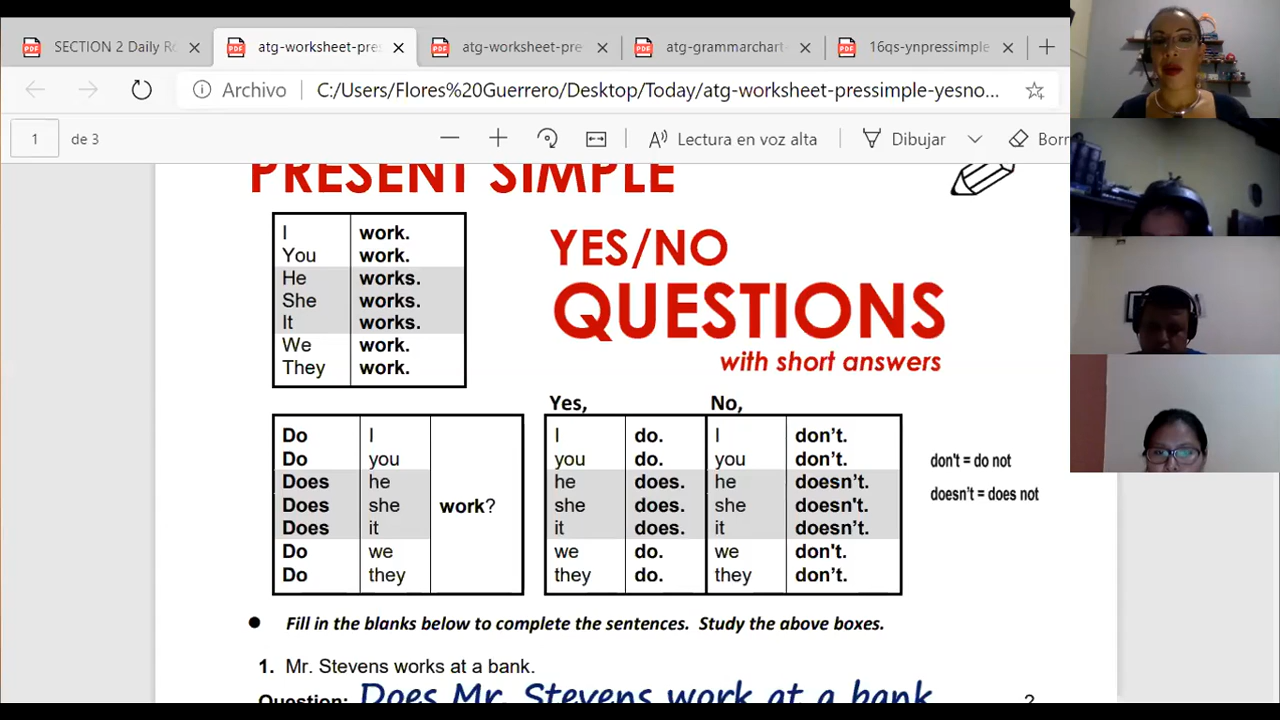 SECTION 2 Daily Ro
atg-worksheet-pres
atg-worksheet-pre
atg-grammarchart-
16qs-ynpressimple
Archivo C:/Users/Flores%20Guerrero/Desktop/Today/atg-worksheet-pressimple-yesno...
1 de 3 Lectura en voz alta Dibujar Borr
PRESENT SIMPLE
I work.
You work.
He works.
She works.
It works.
We work.
They work.
YES/NO
QUESTIONS
with short answers
Do I
Do you
Does he
Does she work?
Does it
Do we
Do they
Yes, No,
I do. I don't.
you do. you don't.
he does. he doesn't.
she does. she doesn't.
it does. it doesn't.
we do. we don't.
they do. they don't.
don't = do not
doesn't = does not
● Fill in the blanks below to complete the sentences. Study the above boxes.
1. Mr. Stevens works at a bank.
Question: Does Mr. Stevens work at a bank ?